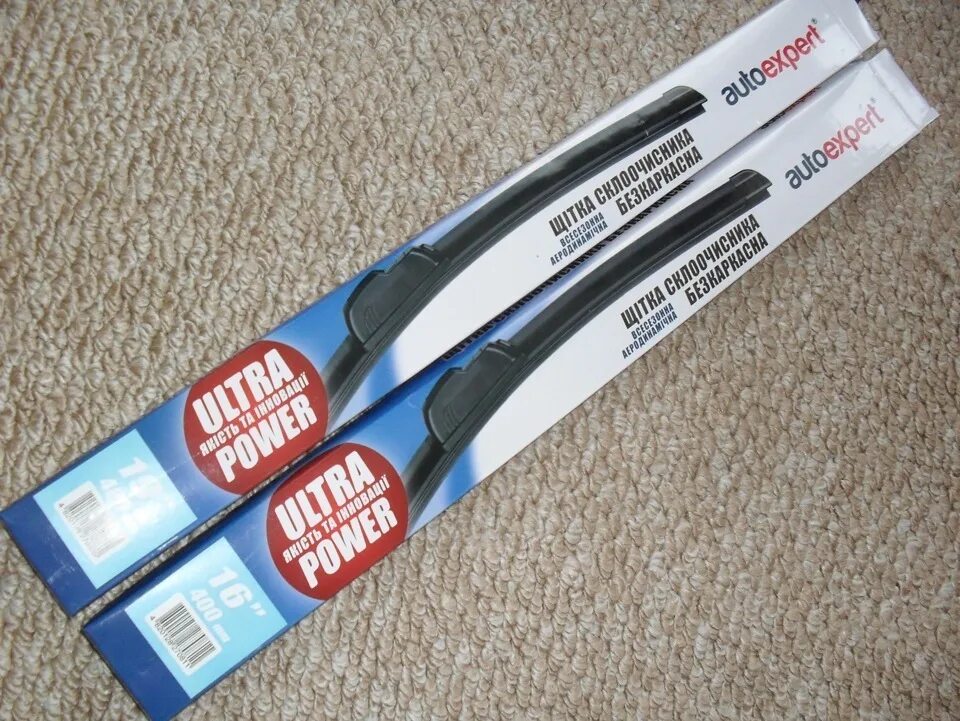 autoexpert®
ЩІТКА СКЛООЧИСНИКА
ВСЕСЕЗОННА
АЕРОДИНАМІЧНА
БЕЗКАРКАСНА
ULTRA
ЯКІСТЬ ТА ІННОВАЦІЇ
POWER
autoexpert®
ЩІТКА СКЛООЧИСНИКА
ВСЕСЕЗОННА
АЕРОДИНАМІЧНА
БЕЗКАРКАСНА
ULTRA
ЯКІСТЬ ТА ІННОВАЦІЇ
POWER
16"
400